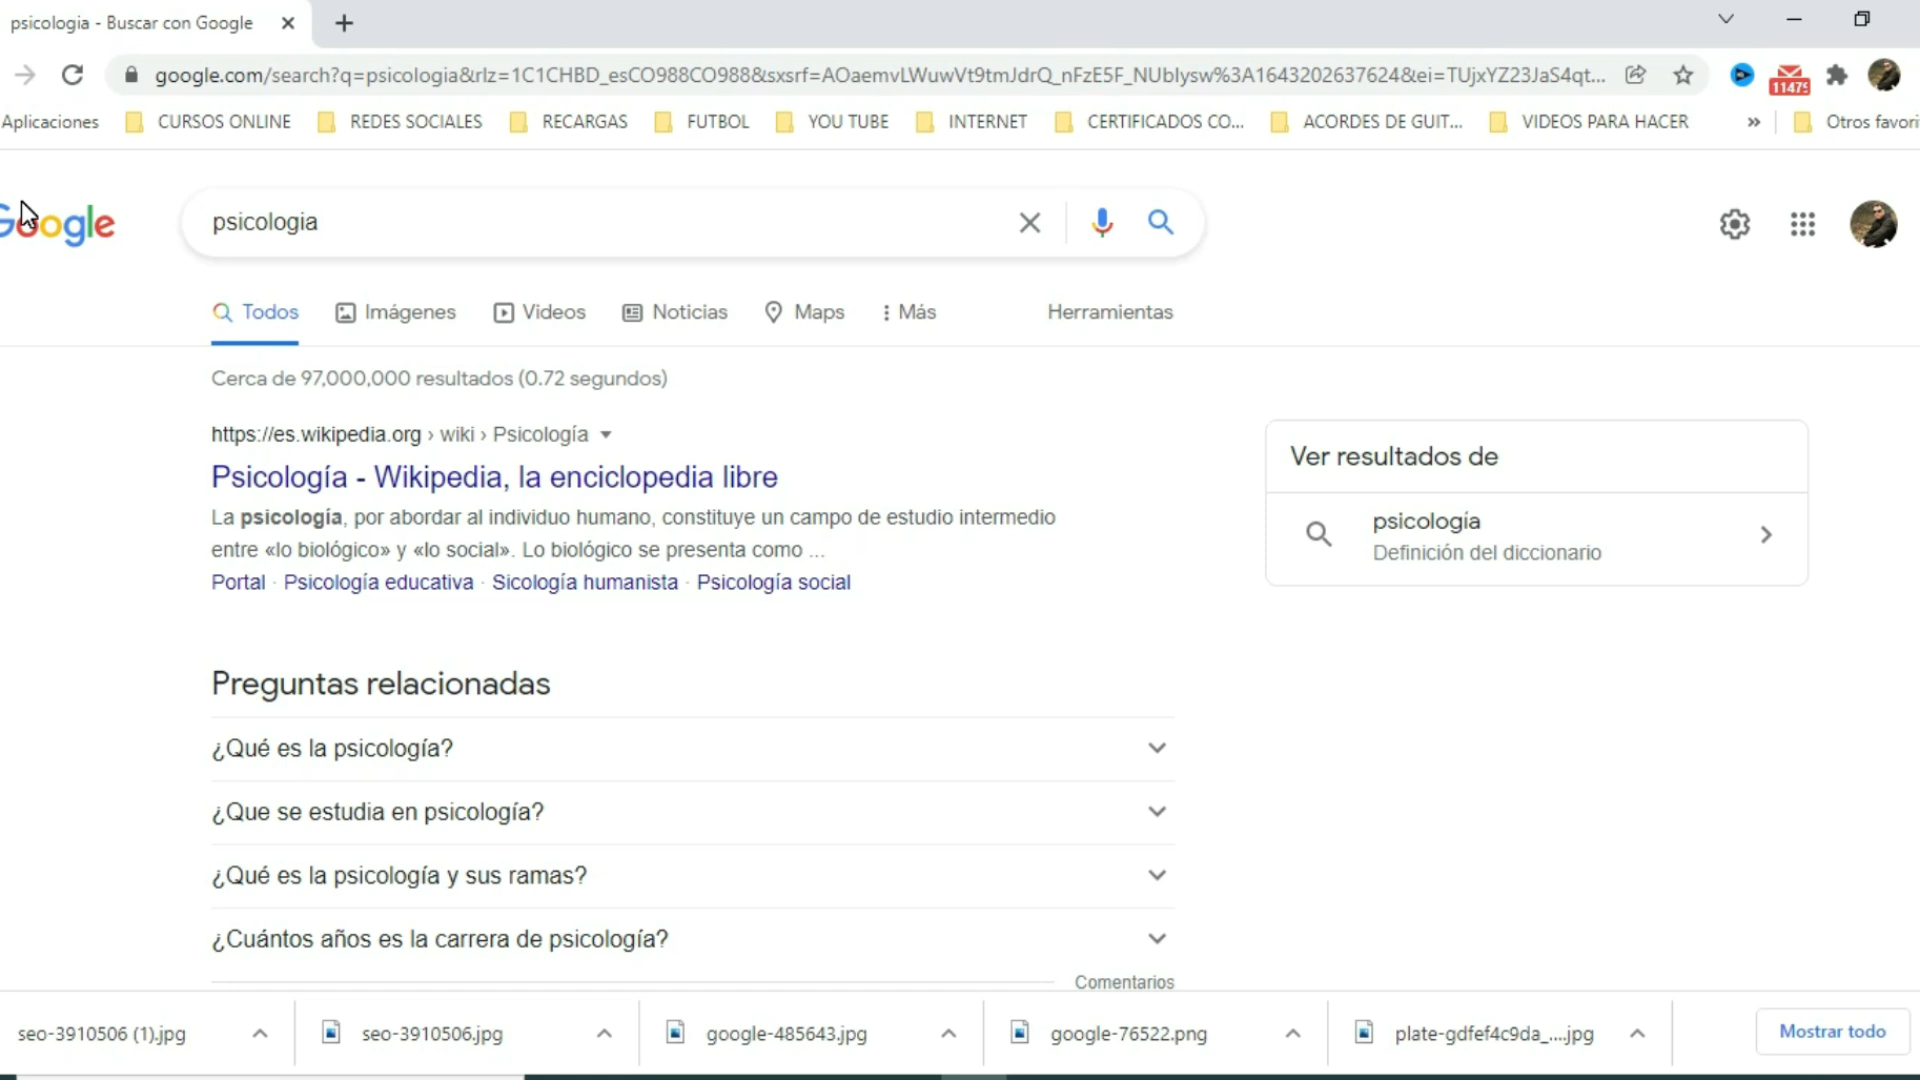 psicologia - Buscar con Google
google.com/search?q=psicologia&rlz=1C1CHBD_esCO988CO988&sxsrf=AOaemvLWuwVt9tmJdrQ_nFzE5F_NUbIysw%3A1643202637624&ei=TUjxYZ23JaS4qt...
11479
Aplicaciones CURSOS ONLINE REDES SOCIALES RECARGAS FUTBOL YOU TUBE INTERNET CERTIFICADOS CO... ACORDES DE GUIT... VIDEOS PARA HACER » Otros favori
Google
psicologia
Todos Imágenes Videos Noticias Maps Más Herramientas
Cerca de 97,000,000 resultados (0.72 segundos)
https://es.wikipedia.org › wiki › Psicología
Psicología - Wikipedia, la enciclopedia libre
La psicología, por abordar al individuo humano, constituye un campo de estudio intermedio
entre «lo biológico» y «lo social». Lo biológico se presenta como ...
Portal · Psicología educativa · Sicología humanista · Psicología social
Ver resultados de
psicología
Definición del diccionario
Preguntas relacionadas
¿Qué es la psicología?
¿Que se estudia en psicología?
¿Qué es la psicología y sus ramas?
¿Cuántos años es la carrera de psicología?
Comentarios
seo-3910506 (1).jpg seo-3910506.jpg google-485643.jpg google-76522.png plate-gdfef4c9da_....jpg Mostrar todo